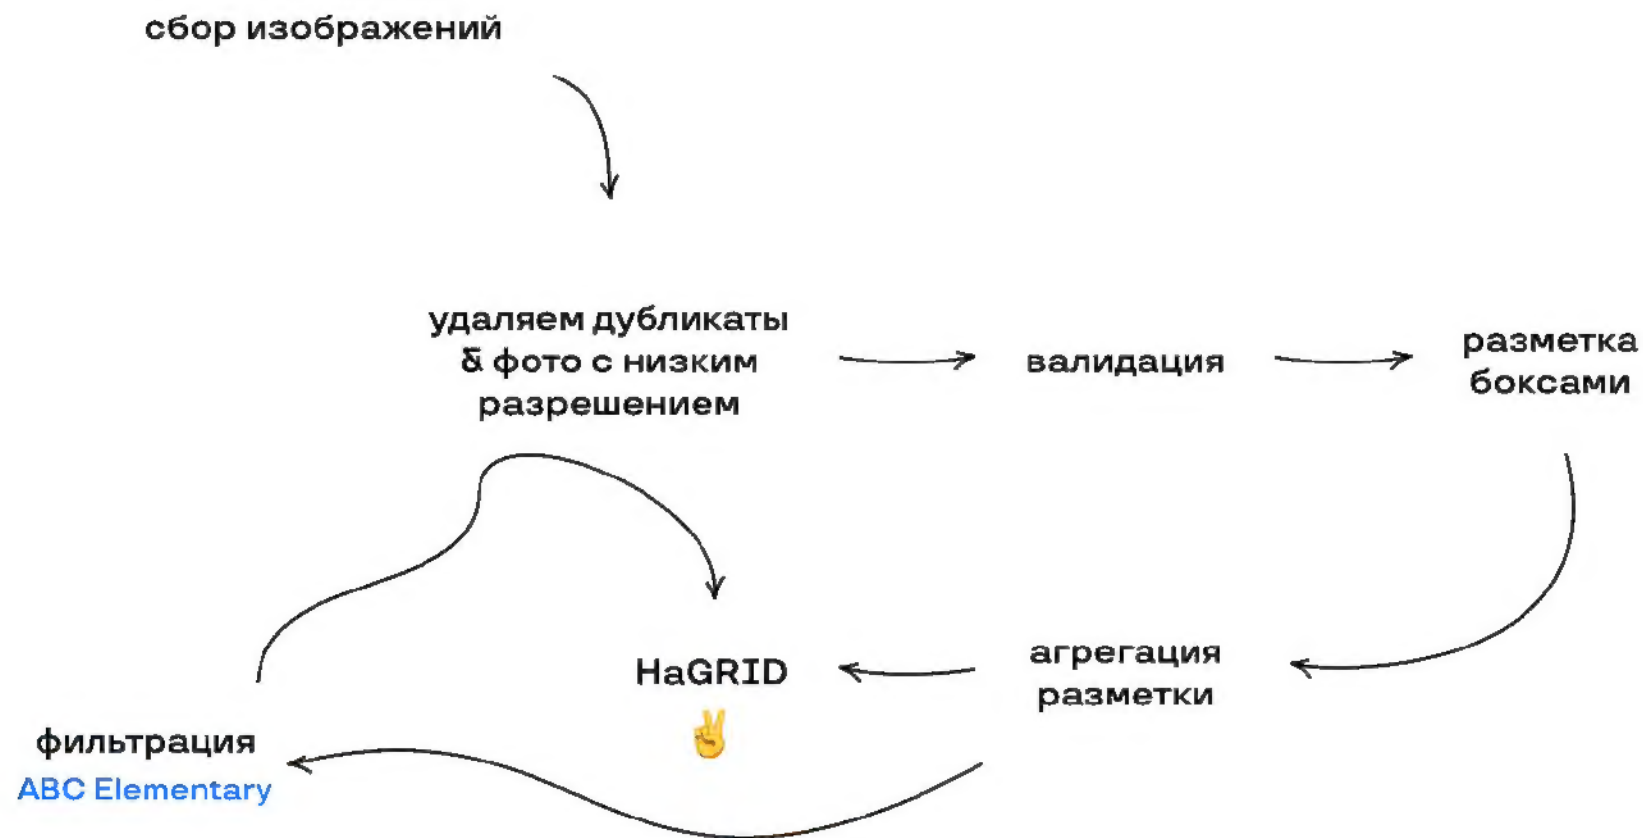 сбор изображений
удаляем дубликаты
& фото с низким
разрешением
валидация
разметка
боксами
агрегация
разметки
HaGRID
фильтрация
ABC Elementary